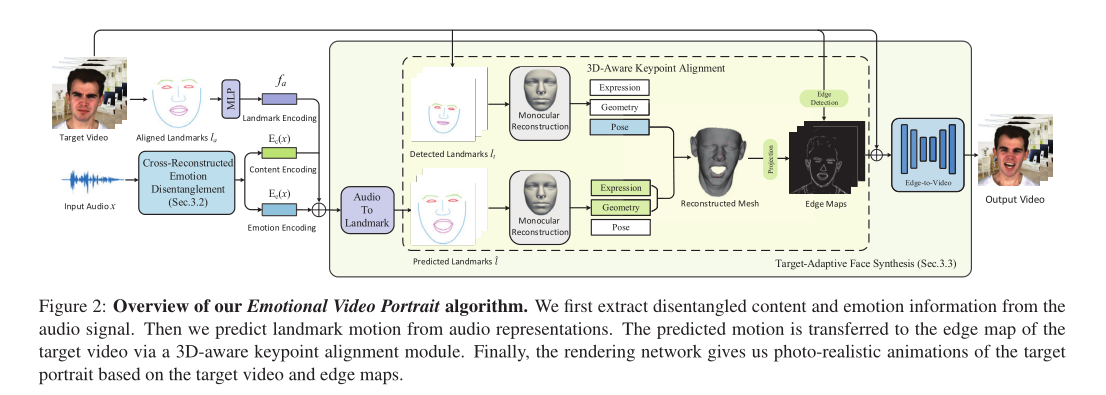 Target Video
Aligned Landmarks lₐ
MLP
fₐ
Landmark Encoding
E_c(x)
Content Encoding
E_e(x)
Emotion Encoding
Input Audio x
Cross-Reconstructed
Emotion
Disentanglement
(Sec.3.2)
Audio
To
Landmark
3D-Aware Keypoint Alignment
Detected Landmarks lₜ
Monocular
Reconstruction
Expression
Geometry
Pose
Predicted Landmarks l̂
Monocular
Reconstruction
Expression
Geometry
Pose
Reconstructed Mesh
Projection
Edge
Detection
Edge Maps
Edge-to-Video
Output Video
Target-Adaptive Face Synthesis (Sec.3.3)
Figure 2: Overview of our Emotional Video Portrait algorithm. We first extract disentangled content and emotion information from the
audio signal. Then we predict landmark motion from audio representations. The predicted motion is transferred to the edge map of the
target video via a 3D-aware keypoint alignment module. Finally, the rendering network gives us photo-realistic animations of the target
portrait based on the target video and edge maps.